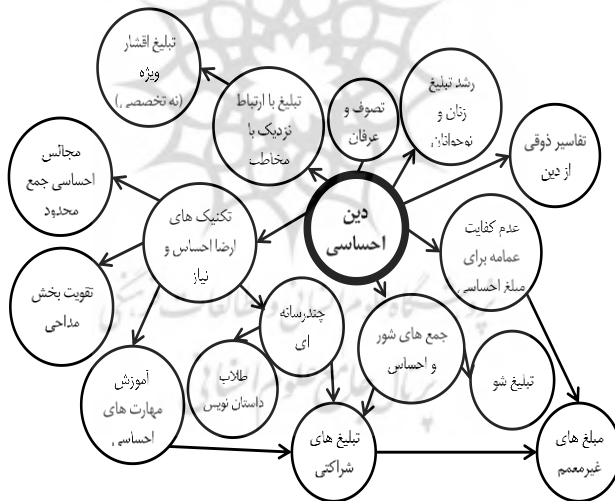 تبلیغ اقشار
ویژه
(نه تخصصی)
تبلیغ با ارتباط
نزدیک با
مخاطب
تصوف و
عرفان
رشد تبلیغ
زنان و
نوجوانان
تفاسیر ذوقی
از دین
مجالس
احساسی جمع
محدود
تکنیک های
ارضا احساس و
نیاز
دین
احساسی
عدم کفایت
عمامه برای
مبلغ احساسی
تقویت بخش
مداحی
چندرسانه
ای
جمع های شور
و احساس
تبلیغ شو
آموزش
مهارت های
احساسی
طلاب
داستان نویس
تبلیغ های
شراکتی
مبلغ های
غیرمعمم